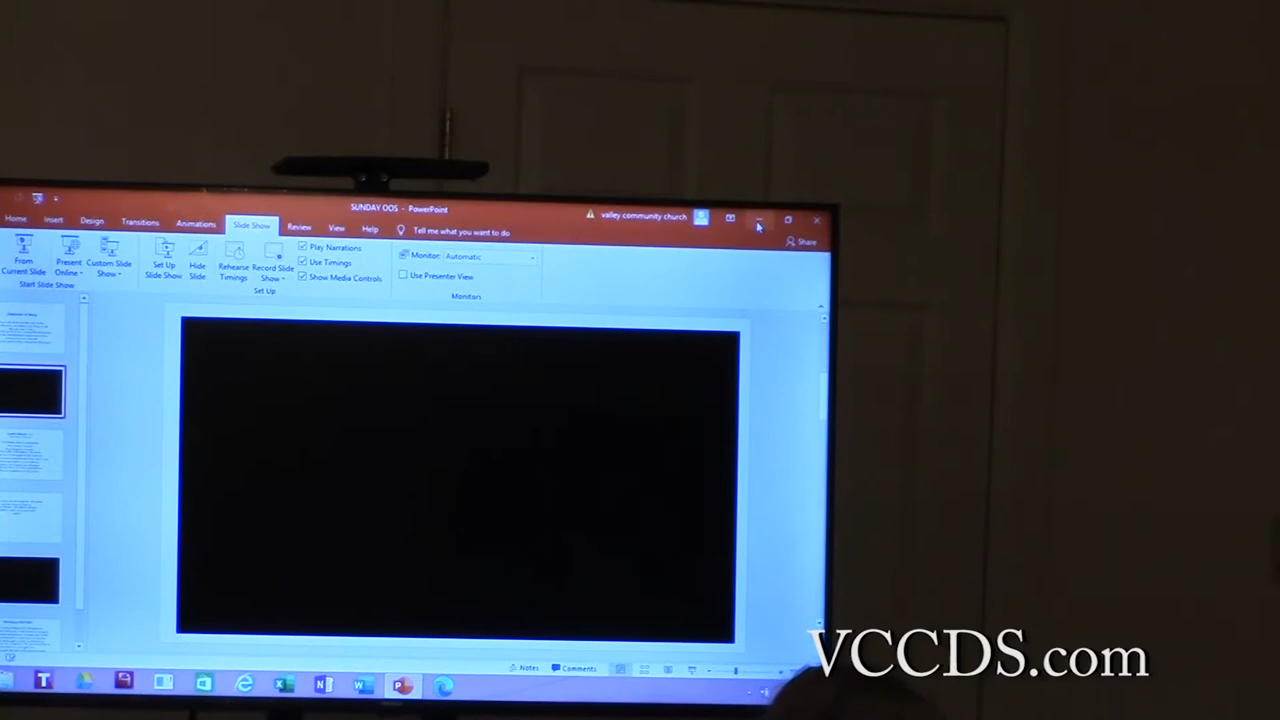 SUNDAY OOS - PowerPoint
valley community church
Home Insert Design Transitions Animations Slide Show Review View Help Tell me what you want to do
Share
From Current Slide
Present Online
Custom Slide Show
Set Up Slide Show
Hide Slide
Rehearse Timings
Record Slide Show
Play Narrations
Use Timings
Show Media Controls
Monitor: Automatic
Use Presenter View
Start Slide Show
Set Up
Monitors
Notes Comments
VCCDS.com